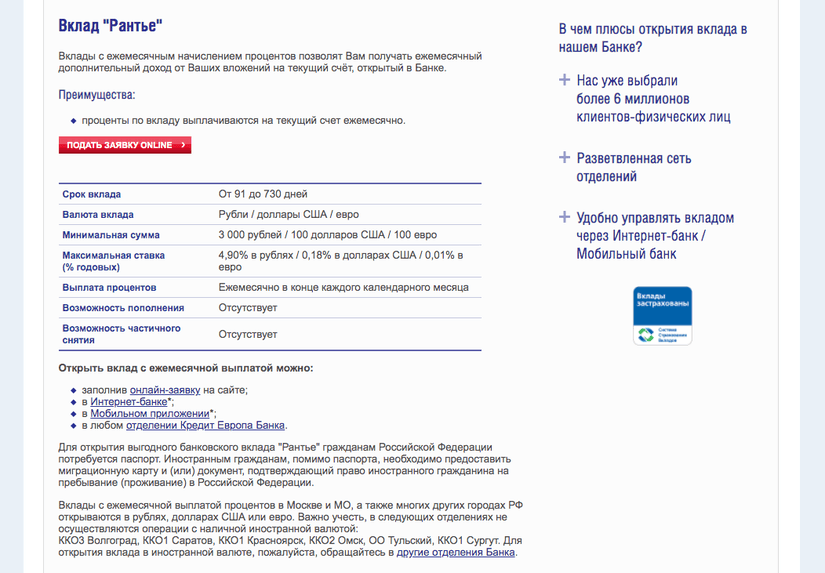 Вклад "Рантье"
Вклады с ежемесячным начислением процентов позволят Вам получать ежемесячный
дополнительный доход от Ваших вложений на текущий счёт, открытый в Банке.
Преимущества:
проценты по вкладу выплачиваются на текущий счет ежемесячно.
ПОДАТЬ ЗАЯВКУ ONLINE
Срок вклада От 91 до 730 дней
Валюта вклада Рубли / доллары США / евро
Минимальная сумма 3 000 рублей / 100 долларов США / 100 евро
Максимальная ставка 4,90% в рублях / 0,18% в долларах США / 0,01% в
(% годовых) евро
Выплата процентов Ежемесячно в конце каждого календарного месяца
Возможность пополнения Отсутствует
Возможность частичного
снятия Отсутствует
Открыть вклад с ежемесячной выплатой можно:
заполнив онлайн-заявку на сайте;
в Интернет-банке*;
в Мобильном приложении*;
в любом отделении Кредит Европа Банка.
Для открытия выгодного банковского вклада "Рантье" гражданам Российской Федерации
потребуется паспорт. Иностранным гражданам, помимо паспорта, необходимо предоставить
миграционную карту и (или) документ, подтверждающий право иностранного гражданина на
пребывание (проживание) в Российской Федерации.
Вклады с ежемесячной выплатой процентов в Москве и МО, а также многих других городах РФ
открываются в рублях, долларах США или евро. Важно учесть, в следующих отделениях не
осуществляются операции с наличной иностранной валютой:
ККО3 Волгоград, ККО1 Саратов, ККО1 Красноярск, ККО2 Омск, ОО Тульский, ККО1 Сургут. Для
открытия вклада в иностранной валюте, пожалуйста, обращайтесь в другие отделения Банка.
В чем плюсы открытия вклада в
нашем Банке?
Нас уже выбрали
более 6 миллионов
клиентов-физических лиц
Разветвленная сеть
отделений
Удобно управлять вкладом
через Интернет-банк /
Мобильный банк
Вклады
застрахованы
Система
Страхования
Вкладов